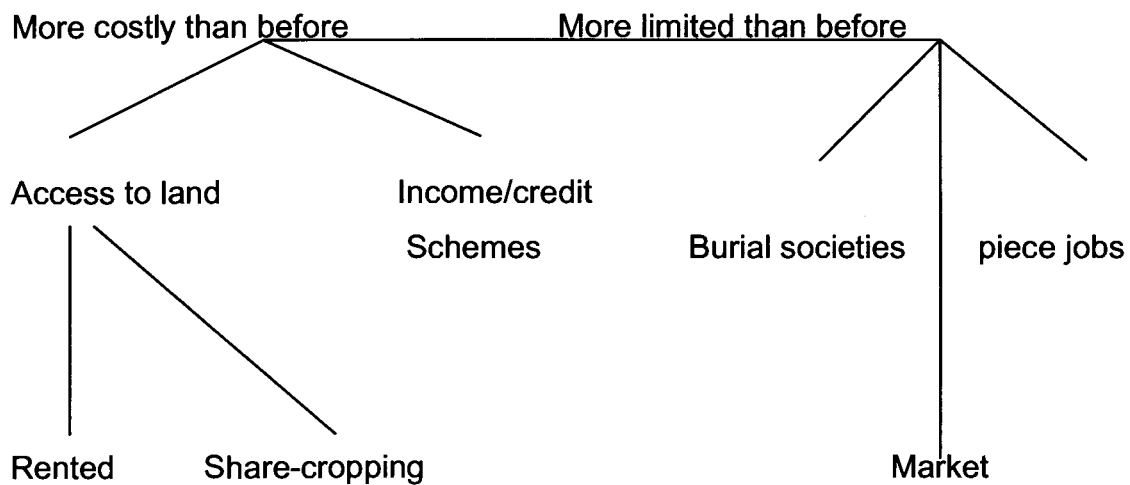 More costly than before
More limited than before
Access to land
Income/credit
Schemes
Burial societies
piece jobs
Rented
Share-cropping
Market